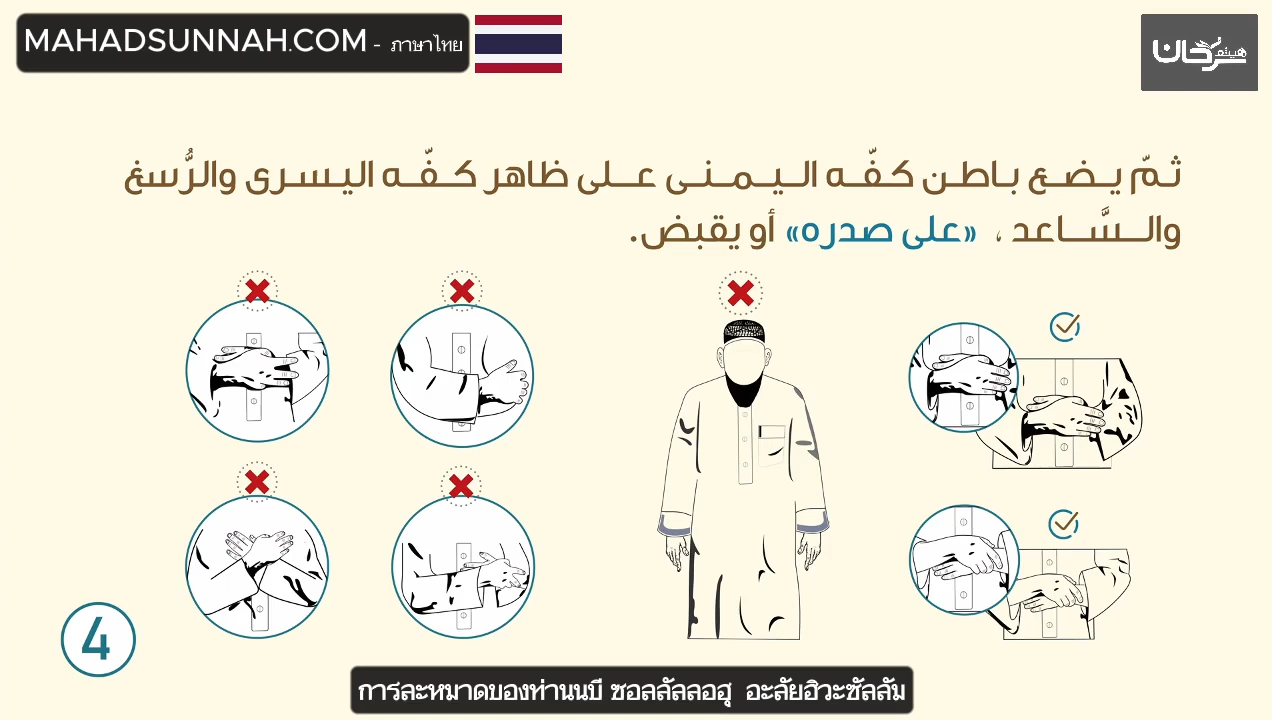 MAHADSUNNAH.COM - ภาษาไทย
هيثم سرحان
ثمّ يضع باطن كفّه اليمنى على ظاهر كفّه اليسرى والرُّسغ
والسَّاعد ، «على صدره» أو يقبض.
4
การละหมาดของท่านนบี ซอลลัลลอฮุ อะลัยฮิวะซัลลัม